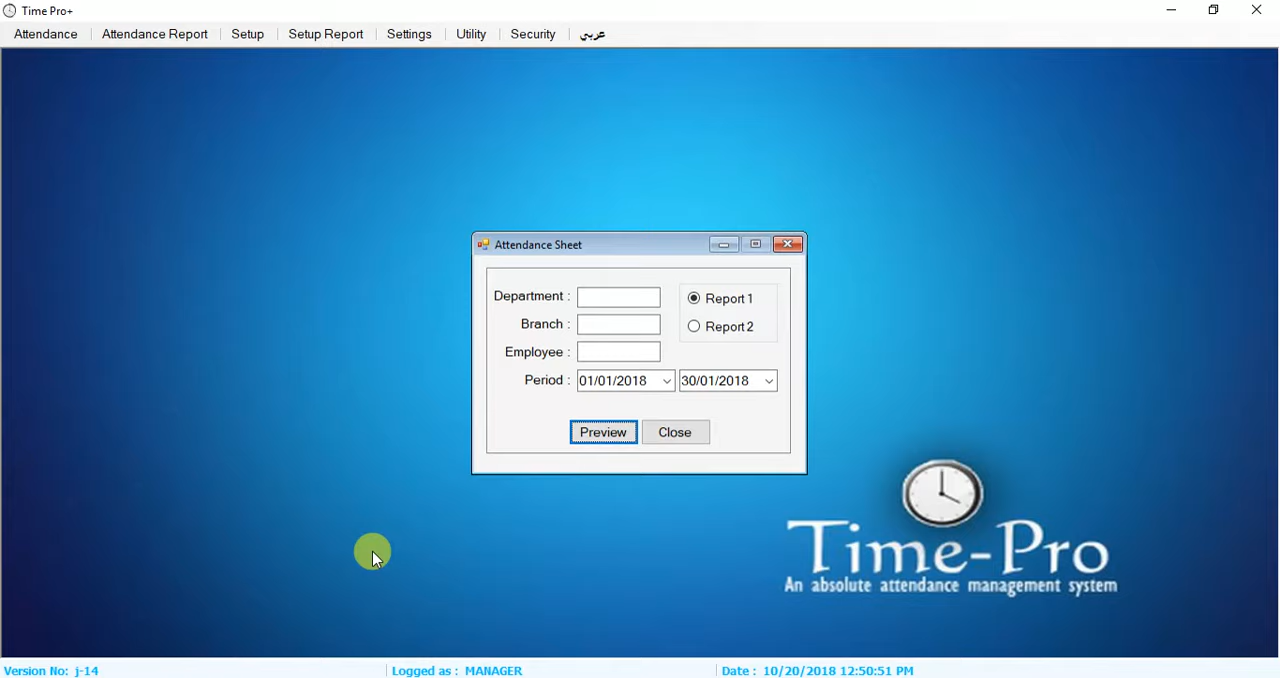 Time Pro+
Attendance Attendance Report Setup Setup Report Settings Utility Security عربي
Attendance Sheet
Department :
Report 1
Branch :
Report 2
Employee :
Period : 01/01/2018 30/01/2018
Preview Close
Time-Pro
An absolute attendance management system
Version No: j-14 Logged as : MANAGER Date : 10/20/2018 12:50:51 PM